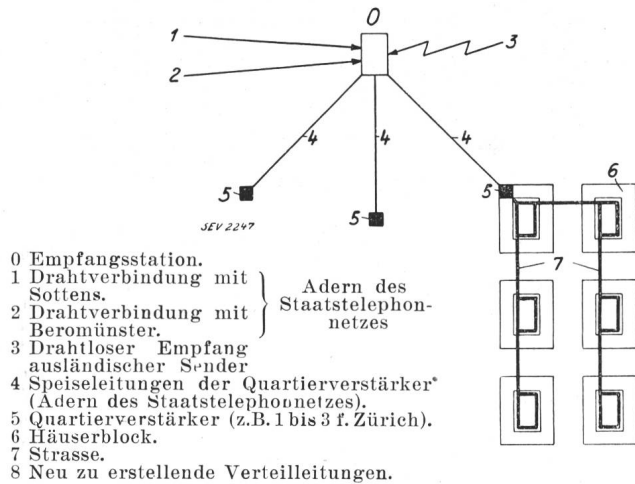 0
1
2
3
4
4
4
5
5
5
6
7
SEV 2247
0 Empfangsstation.
1 Drahtverbindung mit
Sottens.
2 Drahtverbindung mit
Beromünster.
Adern des
Staatstelephon-
netzes
3 Drahtloser Empfang
ausländischer Sender
4 Speiseleitungen der Quartierverstärker
(Adern des Staatstelephonnetzes).
5 Quartierverstärker (z.B. 1 bis 3 f. Zürich).
6 Häuserblock.
7 Strasse.
8 Neu zu erstellende Verteilleitungen.